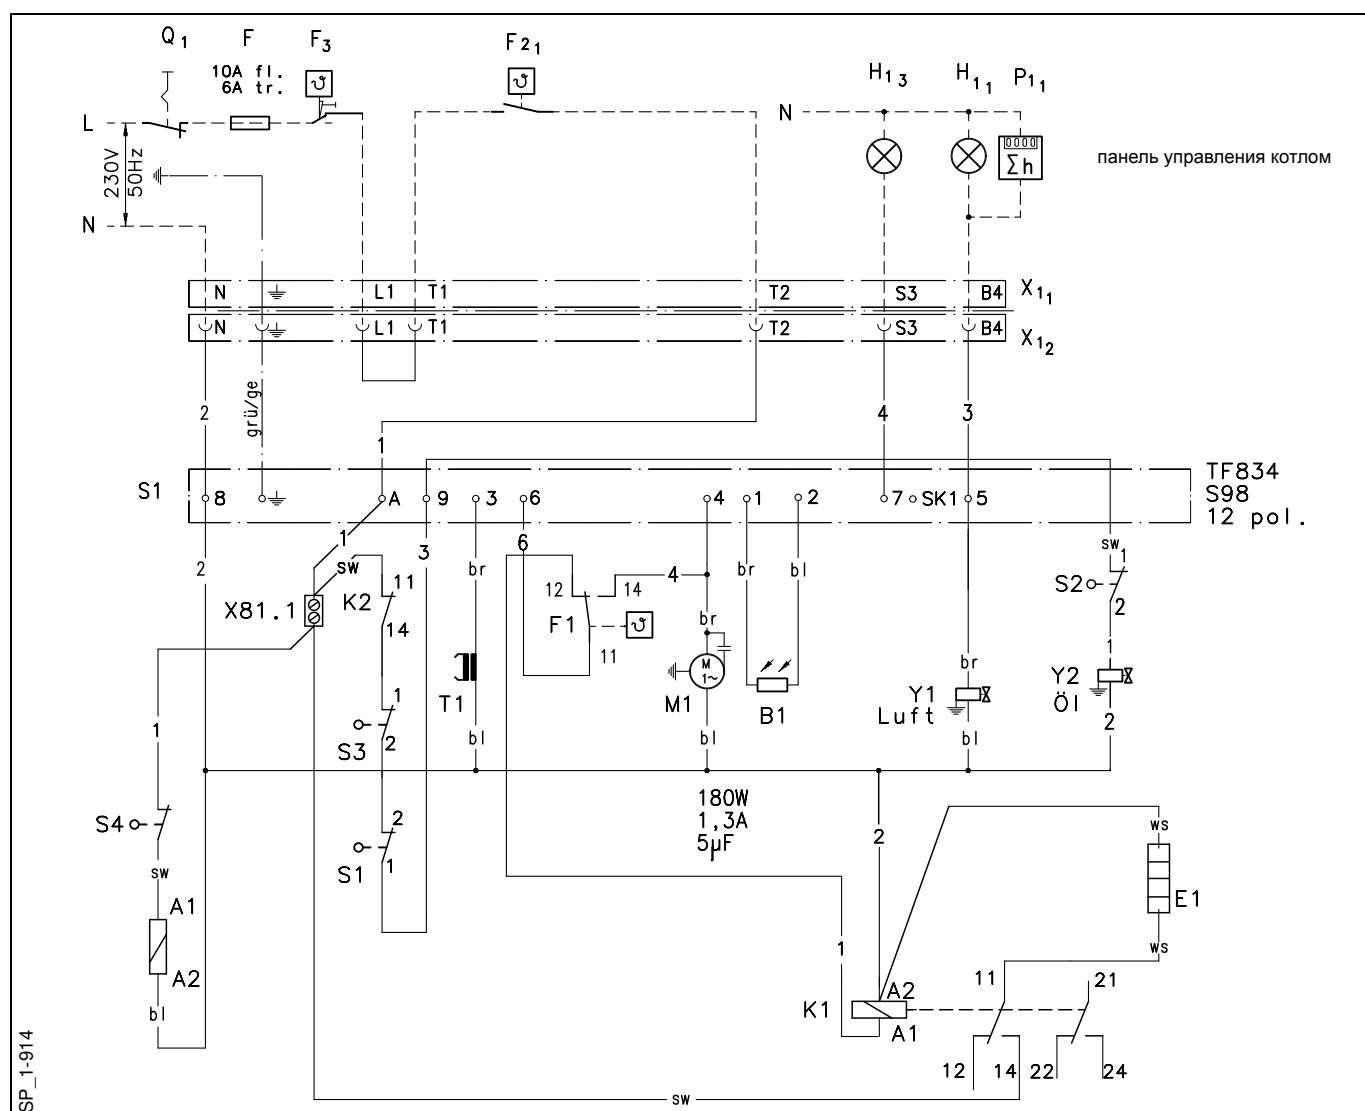 Q1 F F3 F21 H13 H11 P11
10A fl.
6A tr.
ϑ ϑ
L N
0000
Σh
панель управления котлом
230V
50Hz
N
N L1 T1 T2 S3 B4 X11
N L1 T1 T2 S3 B4 X12
2 grü/ge 1 4 3
S1 8 A 9 3 6 4 1 2 7 SK1 5
TF834
S98
12 pol.
2 1 sw 3 br 6 br bl sw 1
12 4 14
S2 2
X81.1 K2 11 14
F1 ϑ 11
br
M
1~
M1
T1
B1
br
Y1
Luft
1
Y2
Öl
2
1
S3 1 2
bl bl bl
180W
1,3A
5µF
2
S4
sw
S1 2 1
ws
E1
ws
A1
A2
bl
1
K1 A2 A1
11 21
12 14 22 24
sw
SP_1-914